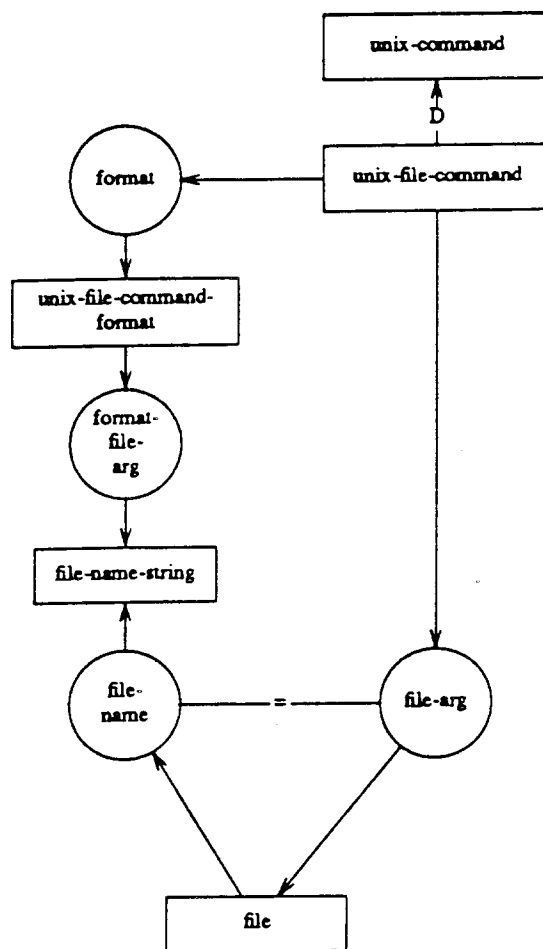 unix-command
D
format
unix-file-command
unix-file-command-
format
format-
file-
arg
file-name-string
file-
name
=
file-arg
file